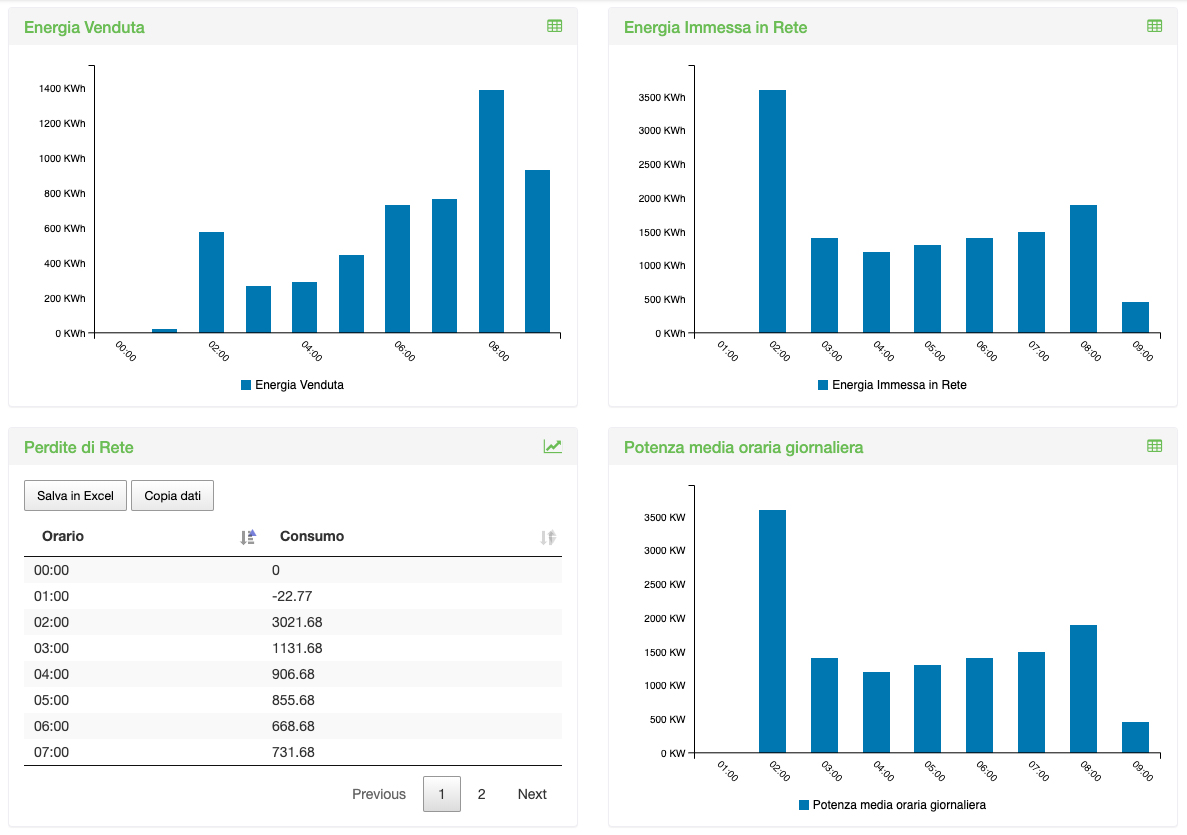 Energia Venduta
1400 KWh
1200 KWh
1000 KWh
800 KWh
600 KWh
400 KWh
200 KWh
0 KWh
00:00 02:00 04:00 06:00 08:00
Energia Venduta
Energia Immessa in Rete
3500 KWh
3000 KWh
2500 KWh
2000 KWh
1500 KWh
1000 KWh
500 KWh
0 KWh
01:00 02:00 03:00 04:00 05:00 06:00 07:00 08:00 09:00
Energia Immessa in Rete
Perdite di Rete
Salva in Excel Copia dati
Orario Consumo
00:00 0
01:00 -22.77
02:00 3021.68
03:00 1131.68
04:00 906.68
05:00 855.68
06:00 668.68
07:00 731.68
Previous 1 2 Next
Potenza media oraria giornaliera
3500 KW
3000 KW
2500 KW
2000 KW
1500 KW
1000 KW
500 KW
0 KW
01:00 02:00 03:00 04:00 05:00 06:00 07:00 08:00 09:00
Potenza media oraria giornaliera